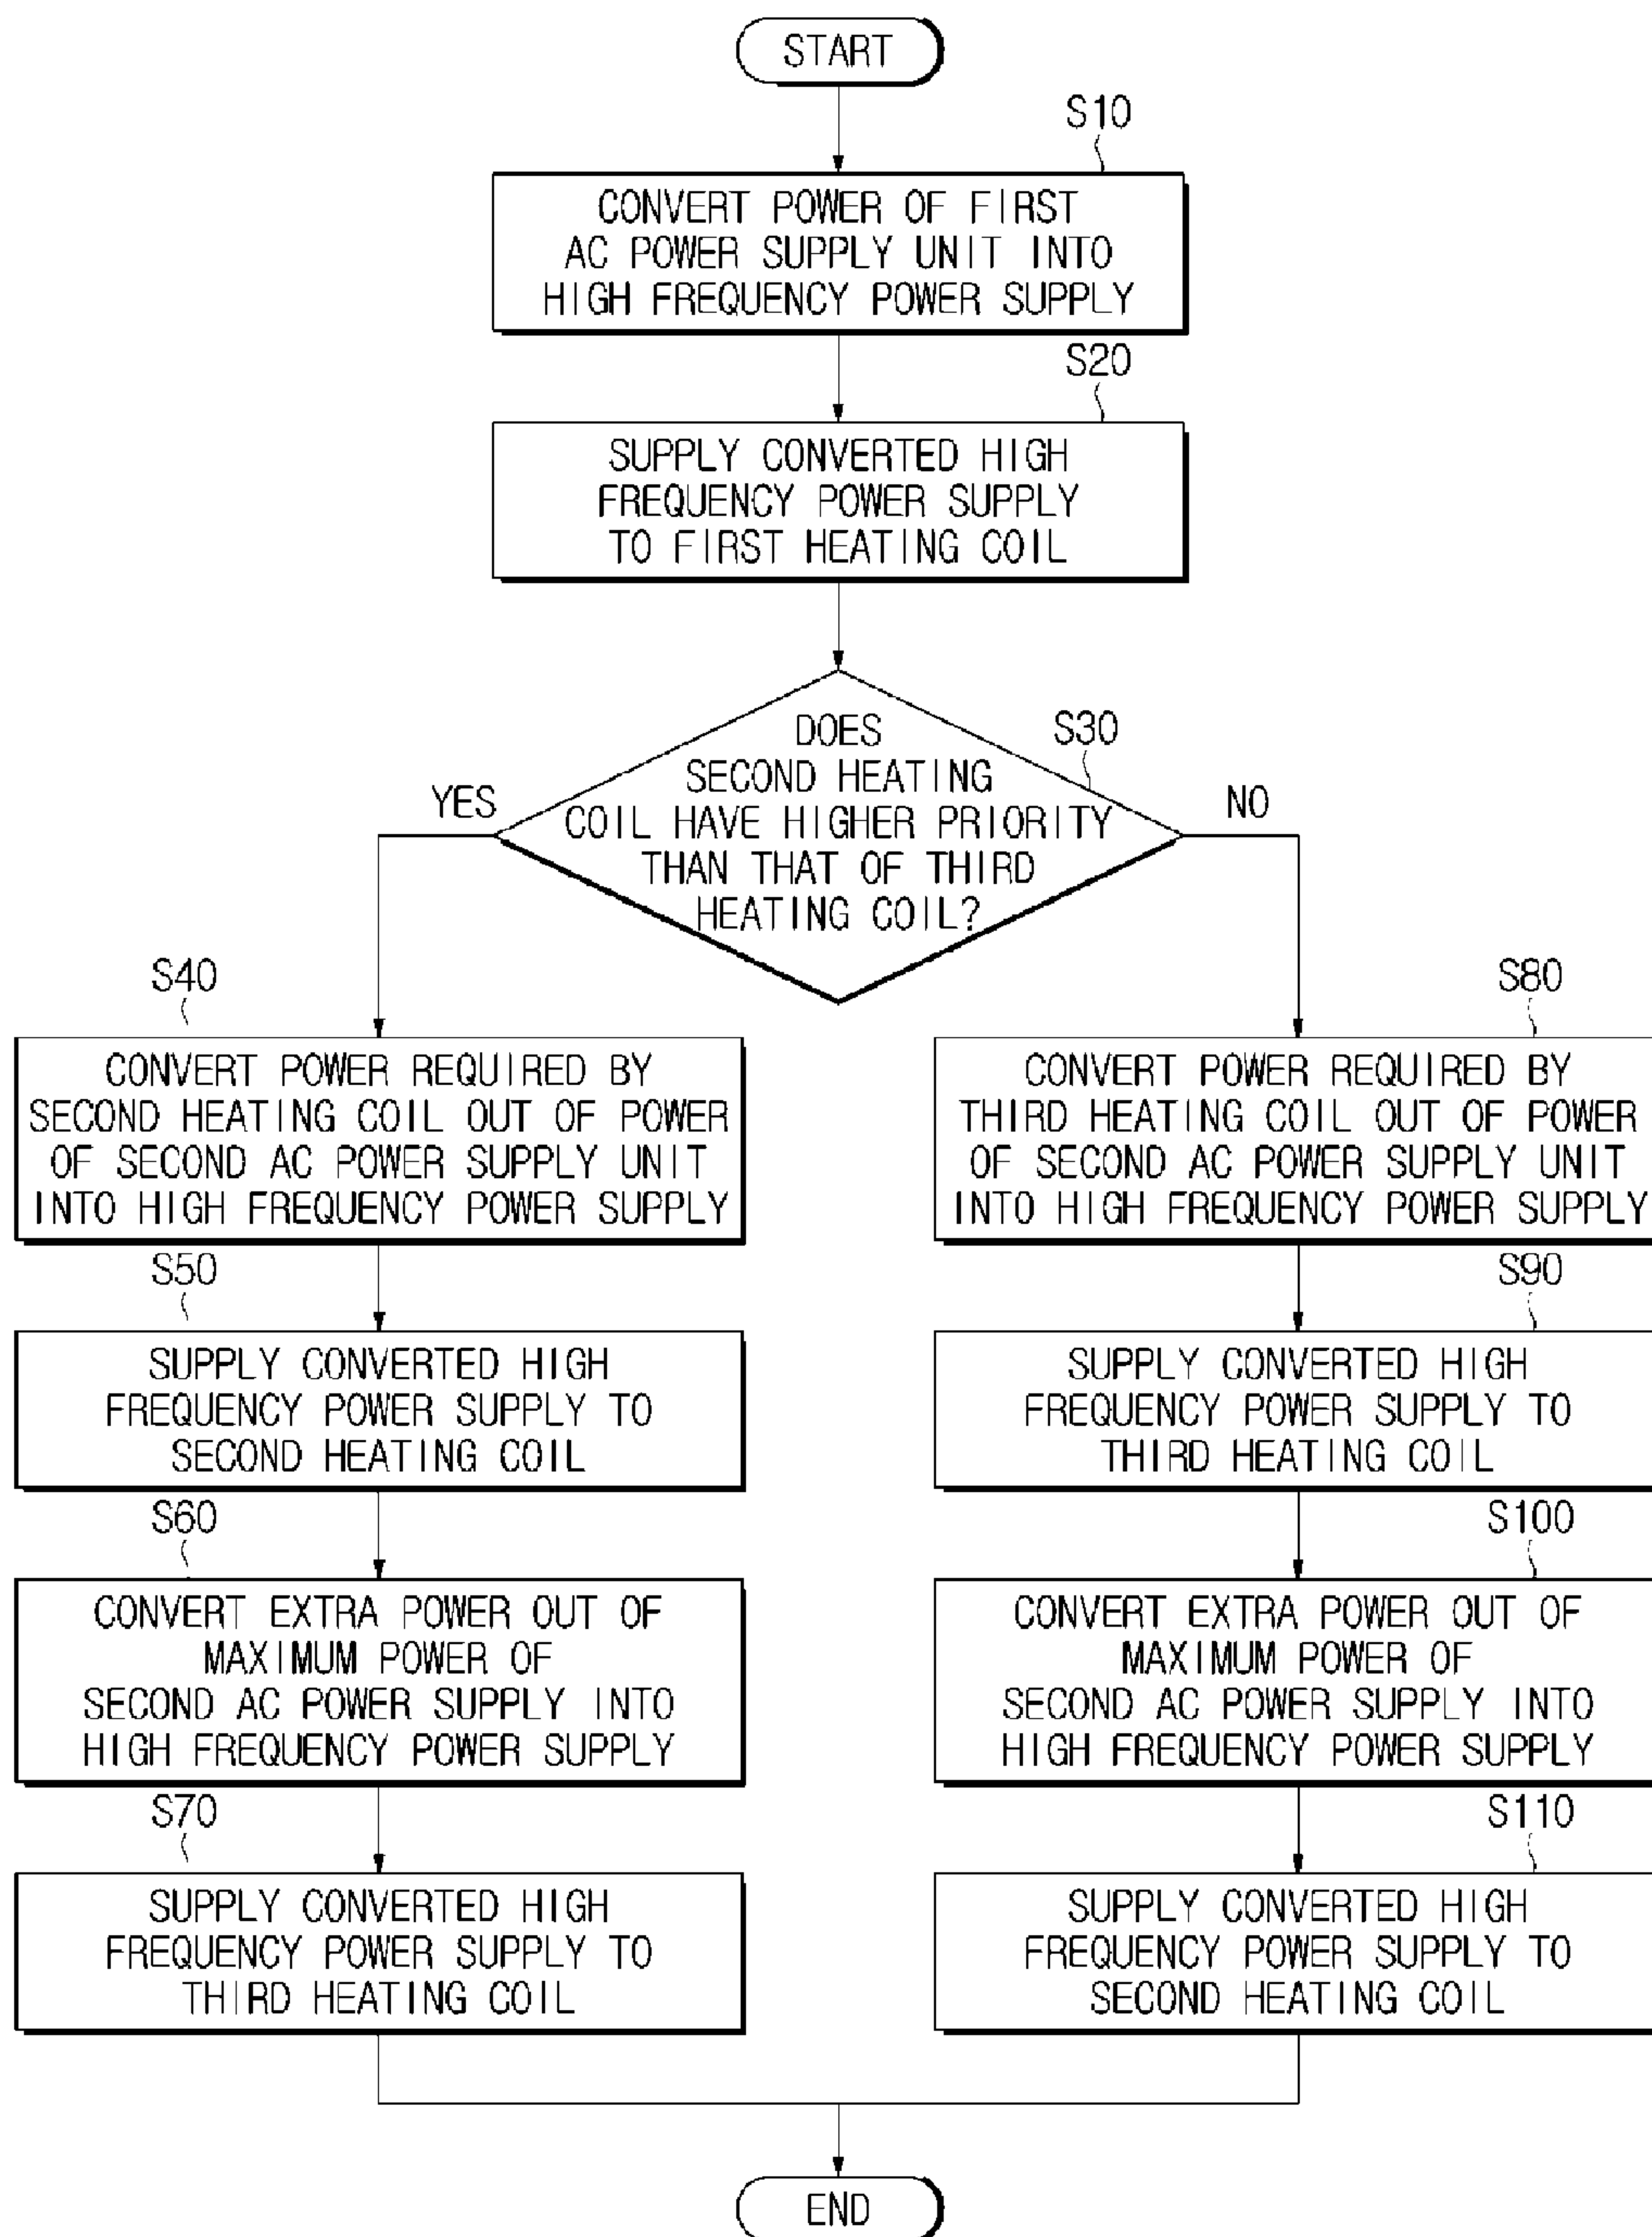 START
S10
CONVERT POWER OF FIRST
AC POWER SUPPLY UNIT INTO
HIGH FREQUENCY POWER SUPPLY
S20
SUPPLY CONVERTED HIGH
FREQUENCY POWER SUPPLY
TO FIRST HEATING COIL
S30
DOES
SECOND HEATING
COIL HAVE HIGHER PRIORITY
THAN THAT OF THIRD
HEATING COIL?
YES
NO
S40
CONVERT POWER REQUIRED BY
SECOND HEATING COIL OUT OF POWER
OF SECOND AC POWER SUPPLY UNIT
INTO HIGH FREQUENCY POWER SUPPLY
S50
SUPPLY CONVERTED HIGH
FREQUENCY POWER SUPPLY TO
SECOND HEATING COIL
S60
CONVERT EXTRA POWER OUT OF
MAXIMUM POWER OF
SECOND AC POWER SUPPLY INTO
HIGH FREQUENCY POWER SUPPLY
S70
SUPPLY CONVERTED HIGH
FREQUENCY POWER SUPPLY TO
THIRD HEATING COIL
S80
CONVERT POWER REQUIRED BY
THIRD HEATING COIL OUT OF POWER
OF SECOND AC POWER SUPPLY UNIT
INTO HIGH FREQUENCY POWER SUPPLY
S90
SUPPLY CONVERTED HIGH
FREQUENCY POWER SUPPLY TO
THIRD HEATING COIL
S100
CONVERT EXTRA POWER OUT OF
MAXIMUM POWER OF
SECOND AC POWER SUPPLY INTO
HIGH FREQUENCY POWER SUPPLY
S110
SUPPLY CONVERTED HIGH
FREQUENCY POWER SUPPLY TO
SECOND HEATING COIL
END